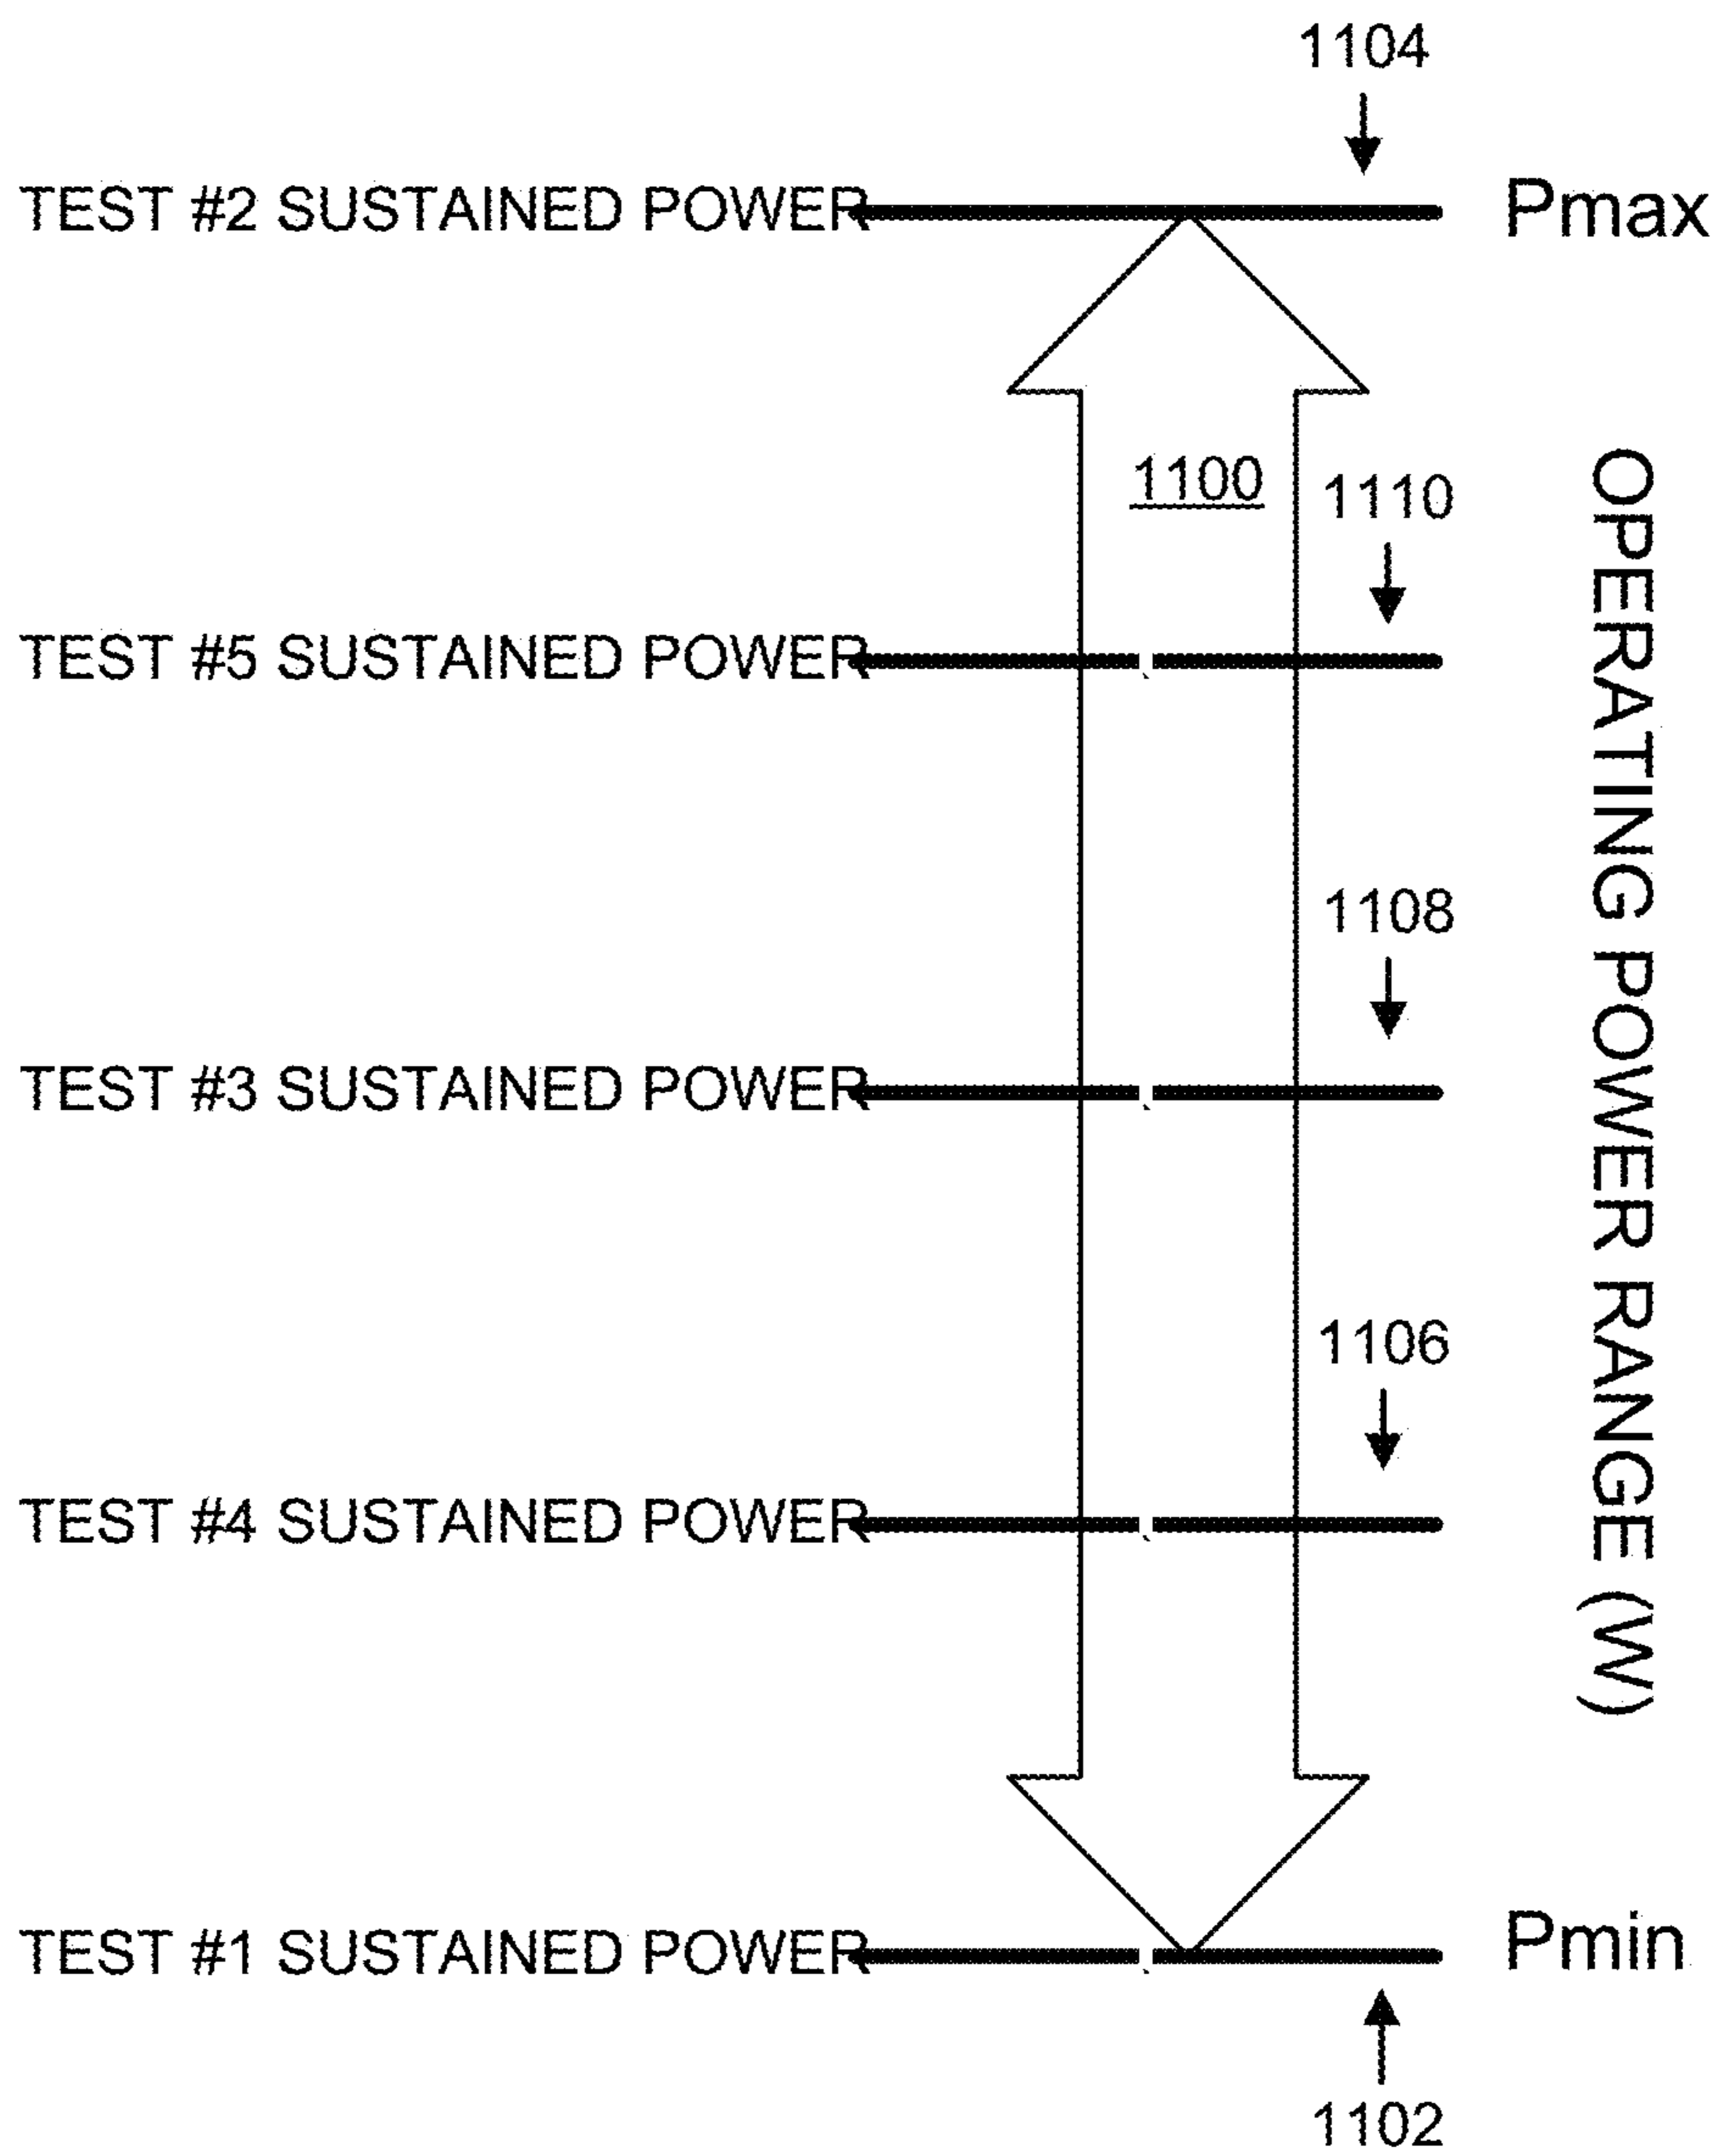 1104
TEST #2 SUSTAINED POWER
Pmax
1100
1110
TEST #5 SUSTAINED POWER
1108
TEST #3 SUSTAINED POWER
OPERATING POWER RANGE (W)
1106
TEST #4 SUSTAINED POWER
TEST #1 SUSTAINED POWER
Pmin
1102